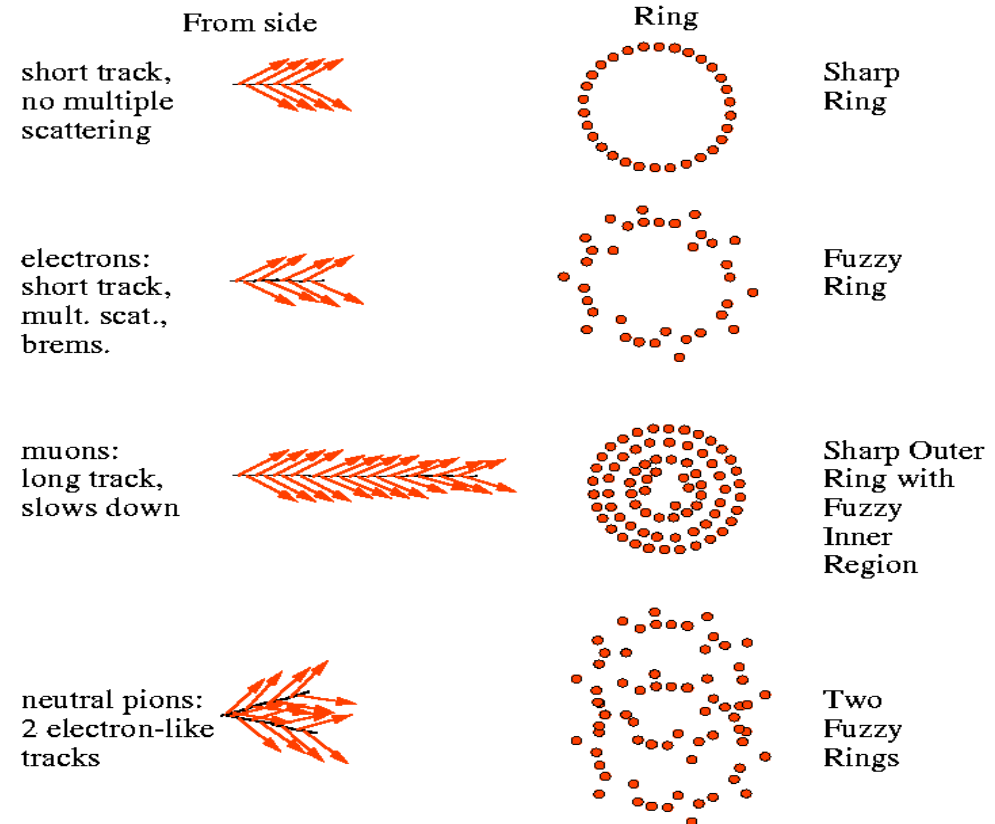 From side
Ring
short track,
no multiple
scattering
Sharp
Ring
electrons:
short track,
mult. scat.,
brems.
Fuzzy
Ring
muons:
long track,
slows down
Sharp Outer
Ring with
Fuzzy
Inner
Region
neutral pions:
2 electron-like
tracks
Two
Fuzzy
Rings